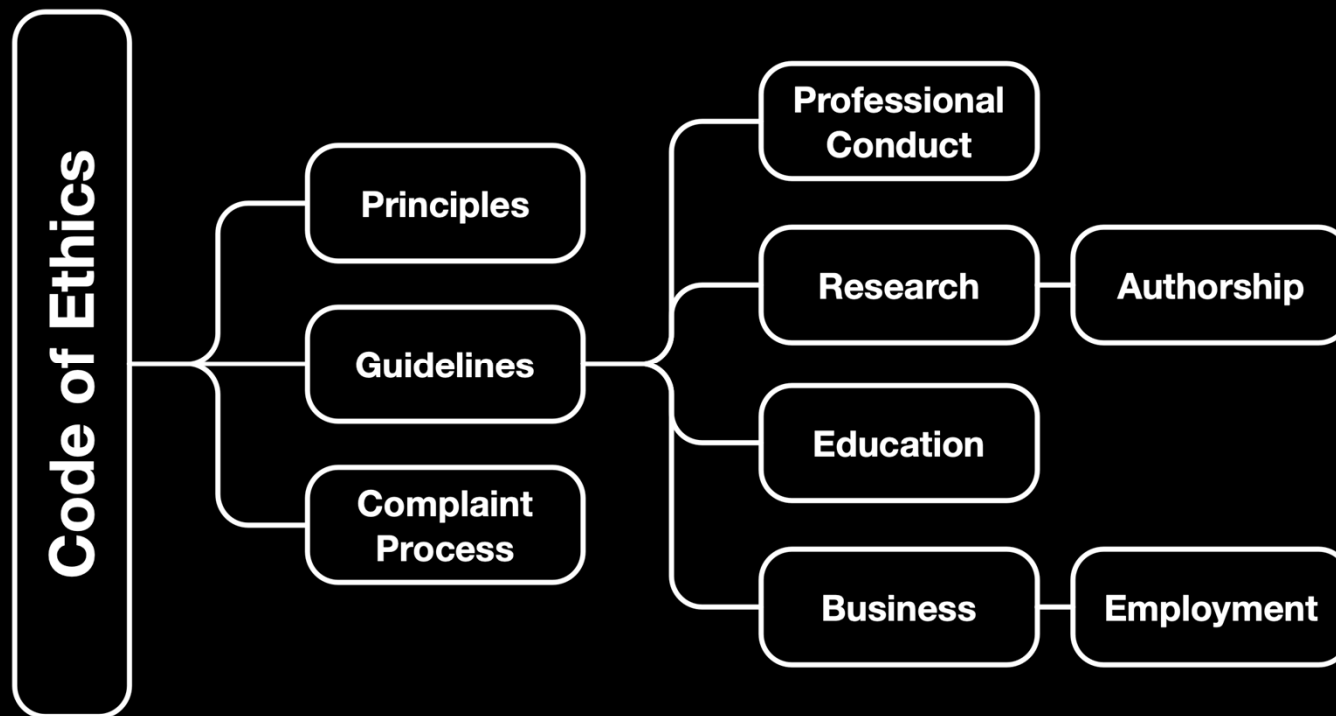 Code of Ethics
Principles
Guidelines
Complaint
Process
Professional
Conduct
Research
Authorship
Education
Business
Employment